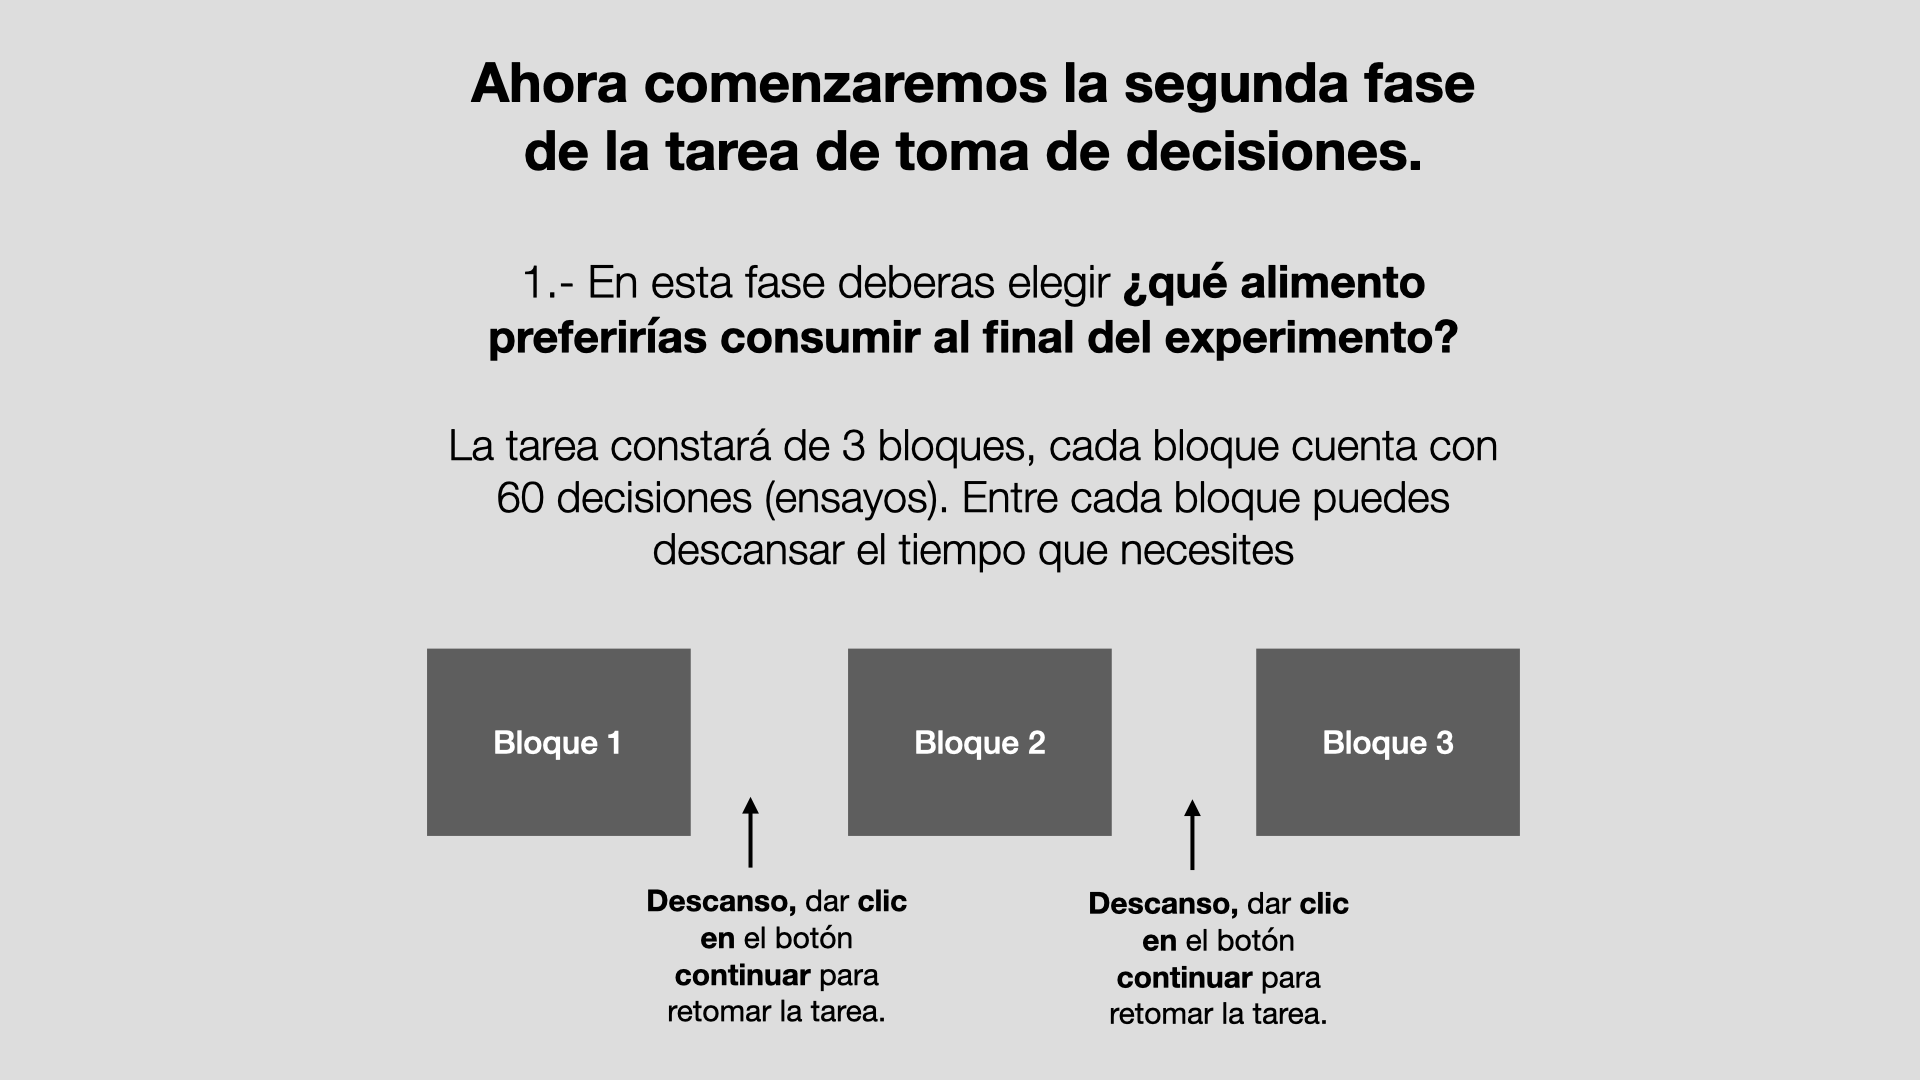 Ahora comenzaremos la segunda fase
de la tarea de toma de decisiones.
1.- En esta fase deberas elegir ¿qué alimento
preferirías consumir al final del experimento?
La tarea constará de 3 bloques, cada bloque cuenta con
60 decisiones (ensayos). Entre cada bloque puedes
descansar el tiempo que necesites
Bloque 1
Bloque 2
Bloque 3
Descanso, dar clic
en el botón
continuar para
retomar la tarea.
Descanso, dar clic
en el botón
continuar para
retomar la tarea.